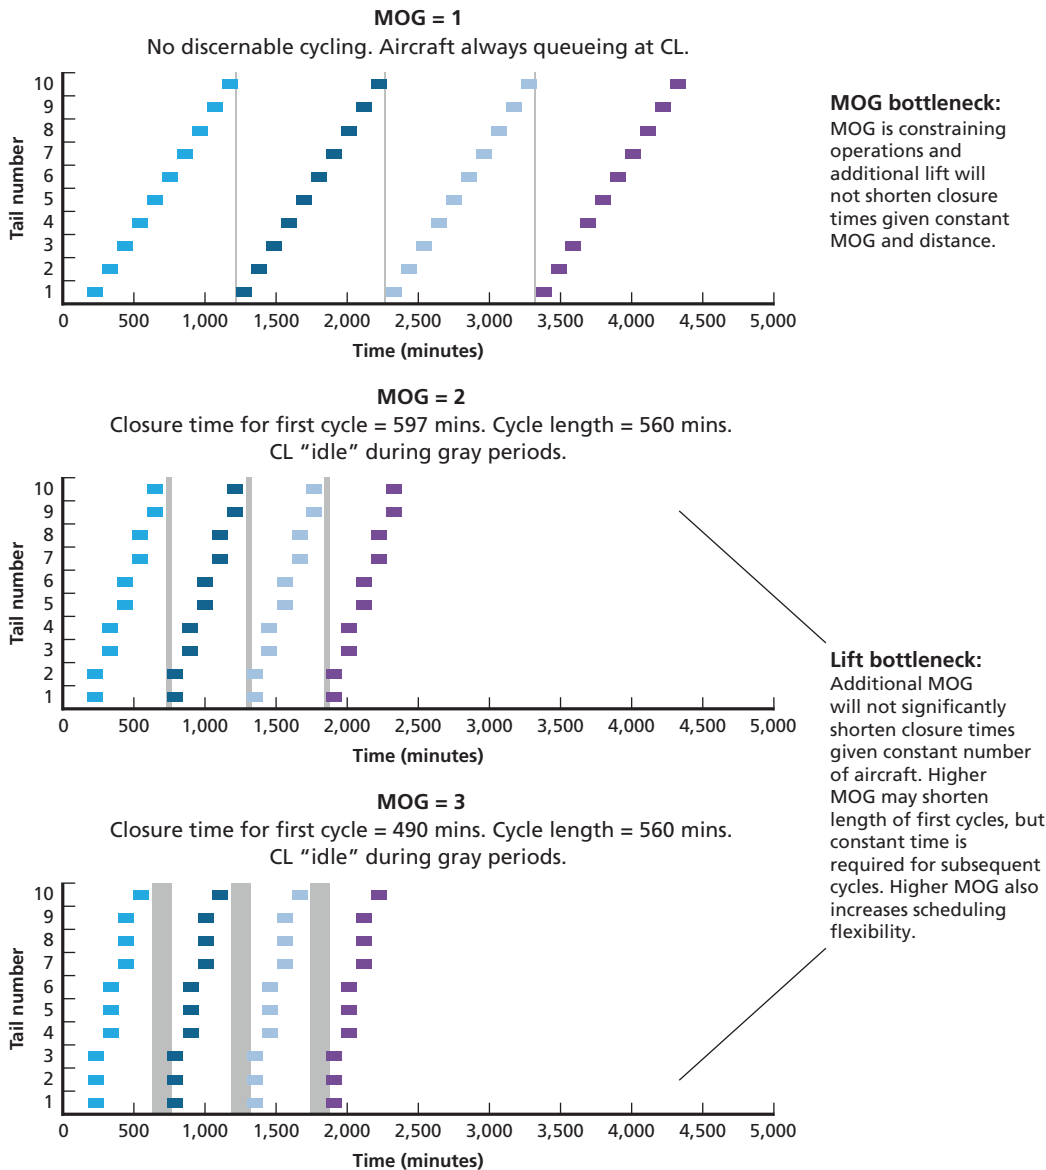 MOG = 1
No discernable cycling. Aircraft always queueing at CL.
Tail number
10
9
8
7
6
5
4
3
2
1
0 500 1,000 1,500 2,000 2,500 3,000 3,500 4,000 4,500 5,000
Time (minutes)
MOG bottleneck:
MOG is constraining
operations and
additional lift will
not shorten closure
times given constant
MOG and distance.
MOG = 2
Closure time for first cycle = 597 mins. Cycle length = 560 mins.
CL “idle” during gray periods.
Tail number
10
9
8
7
6
5
4
3
2
1
0 500 1,000 1,500 2,000 2,500 3,000 3,500 4,000 4,500 5,000
Time (minutes)
Lift bottleneck:
Additional MOG
will not significantly
shorten closure times
given constant number
of aircraft. Higher
MOG may shorten
length of first cycles, but
constant time is
required for subsequent
cycles. Higher MOG also
increases scheduling
flexibility.
MOG = 3
Closure time for first cycle = 490 mins. Cycle length = 560 mins.
CL “idle” during gray periods.
Tail number
10
9
8
7
6
5
4
3
2
1
0 500 1,000 1,500 2,000 2,500 3,000 3,500 4,000 4,500 5,000
Time (minutes)